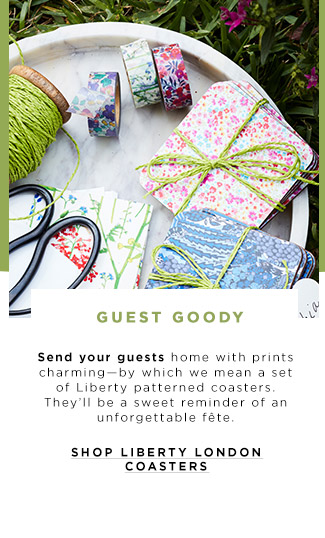 GUEST GOODY
Send your guests home with prints
charming—by which we mean a set
of Liberty patterned coasters.
They'll be a sweet reminder of an
unforgettable fête.
SHOP LIBERTY LONDON
COASTERS